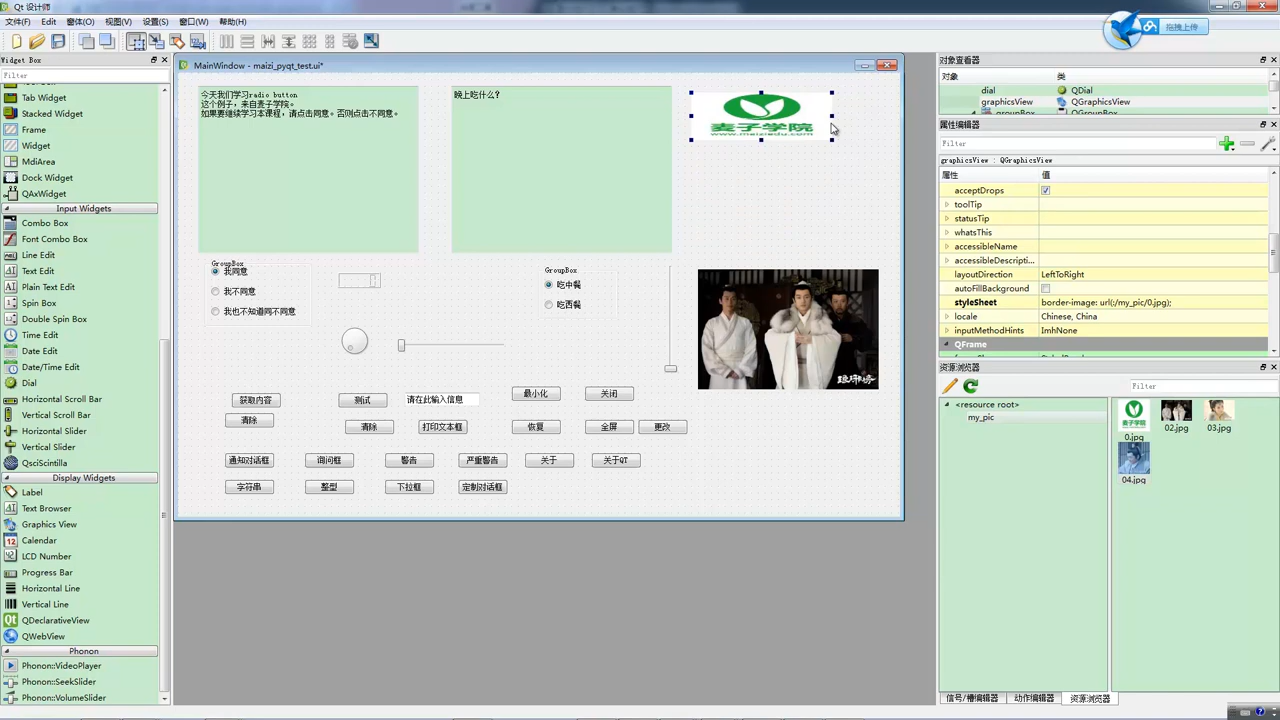 Qt 设计师
文件(F) Edit 窗体(O) 视图(V) 设置(S) 窗口(W) 帮助(H)
拖拽上传
Widget Box
Filter
Tab Widget
Stacked Widget
Frame
Widget
MdiArea
Dock Widget
QAxWidget
Input Widgets
Combo Box
Font Combo Box
Line Edit
Text Edit
Plain Text Edit
Spin Box
Double Spin Box
Time Edit
Date Edit
Date/Time Edit
Dial
Horizontal Scroll Bar
Vertical Scroll Bar
Horizontal Slider
Vertical Slider
QsciScintilla
Display Widgets
Label
Text Browser
Graphics View
Calendar
LCD Number
Progress Bar
Horizontal Line
Vertical Line
QDeclarativeView
QWebView
Phonon
Phonon::VideoPlayer
Phonon::SeekSlider
Phonon::VolumeSlider
MainWindow - maizi_pyqt_test.ui*
今天我们学习radio button
这个例子，来自麦子学院。
如果要继续学习本课程，请点击同意。否则点击不同意。
晚上吃什么？
麦子学院
www.maiziedu.com
GroupBox
我同意
我不同意
我也不知道同不同意
GroupBox
吃中餐
吃西餐
琅琊榜
获取内容 测试 请在此输入信息 最小化 关闭
清除 清除 打印文本框 恢复 全屏 更改
通知对话框 询问框 警告 严重警告 关于 关于QT
字符串 整型 下拉框 定制对话框
对象查看器
对象 类
dial QDial
graphicsView QGraphicsView
groupBox QGroupBox
属性编辑器
Filter
graphicsView : QGraphicsView
属性 值
acceptDrops
toolTip
statusTip
whatsThis
accessibleName
accessibleDescripti...
layoutDirection LeftToRight
autoFillBackground
styleSheet border-image: url(:/my_pic/0.jpg);
locale Chinese, China
inputMethodHints ImhNone
QFrame
资源浏览器
Filter
<resource root>
my_pic
0.jpg 02.jpg 03.jpg
04.jpg
信号/槽编辑器 动作编辑器 资源浏览器